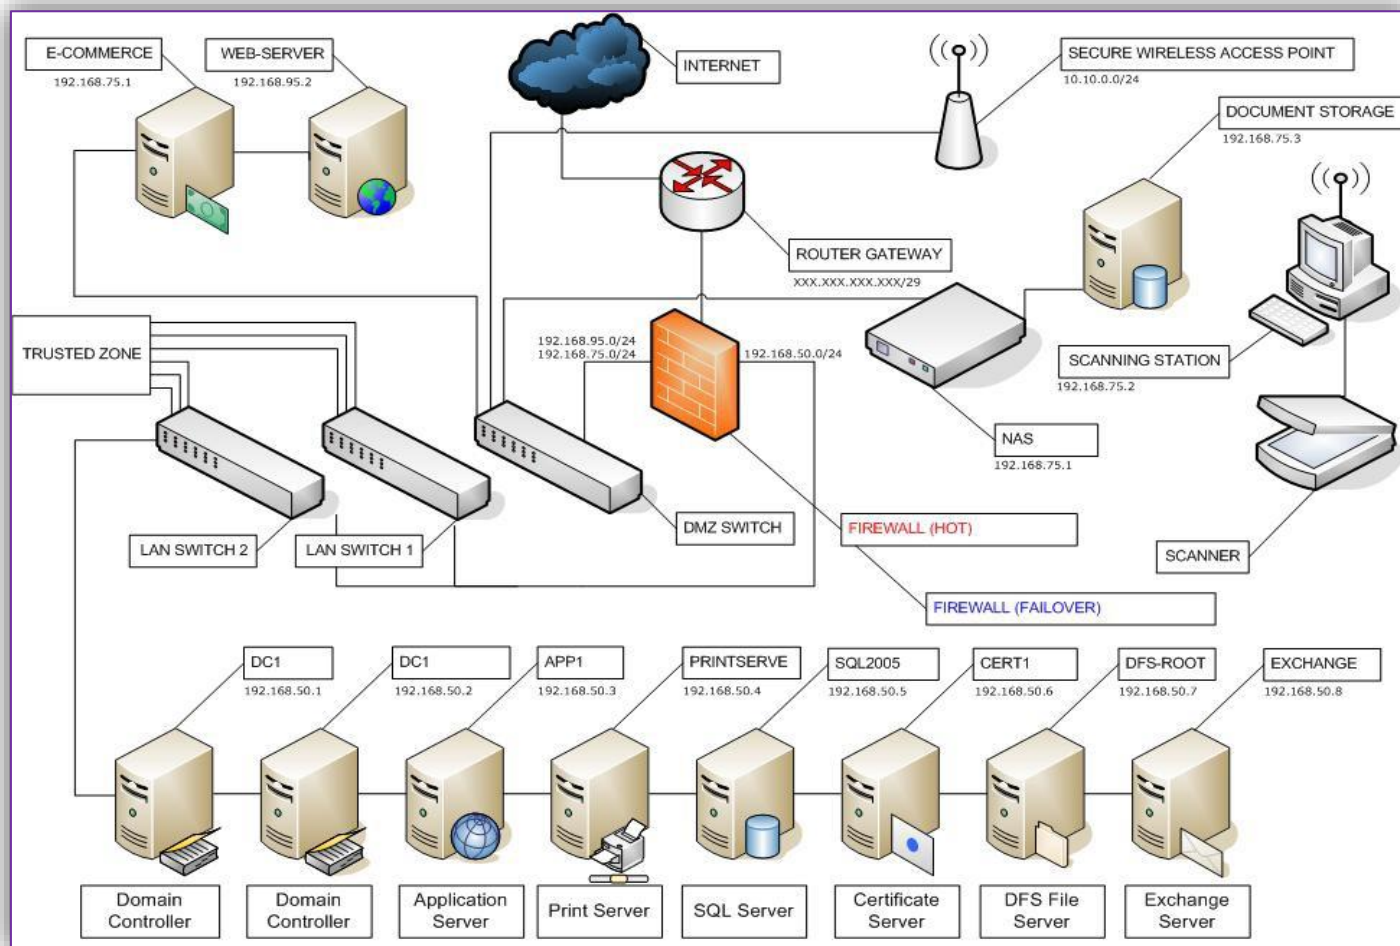 E-COMMERCE
192.168.75.1
WEB-SERVER
192.168.95.2
INTERNET
SECURE WIRELESS ACCESS POINT
10.10.0.0/24
DOCUMENT STORAGE
192.168.75.3
ROUTER GATEWAY
XXX.XXX.XXX.XXX/29
TRUSTED ZONE
192.168.95.0/24
192.168.75.0/24
192.168.50.0/24
SCANNING STATION
192.168.75.2
NAS
192.168.75.1
LAN SWITCH 2
LAN SWITCH 1
DMZ SWITCH
FIREWALL (HOT)
SCANNER
FIREWALL (FAILOVER)
DC1
192.168.50.1
DC1
192.168.50.2
APP1
192.168.50.3
PRINTSERVE
192.168.50.4
SQL2005
192.168.50.5
CERT1
192.168.50.6
DFS-ROOT
192.168.50.7
EXCHANGE
192.168.50.8
Domain
Controller
Domain
Controller
Application
Server
Print Server
SQL Server
Certificate
Server
DFS File
Server
Exchange
Server